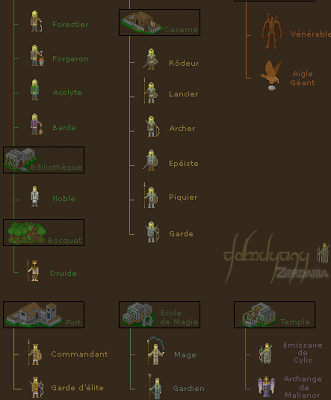 Forestier
Forgeron
Acolyte
Barde
Bibliothèque
Noble
Bosquet
Druide
Caserne
Rôdeur
Lancier
Archer
Epéiste
Piquier
Garde
Vénérable
Aigle
Géant
ZERDANIA
Fort
Commandant
Garde d'élite
Ecole
de Magie
Mage
Gardien
Temple
Emissaire
de Cylis
Archange
de Malianor